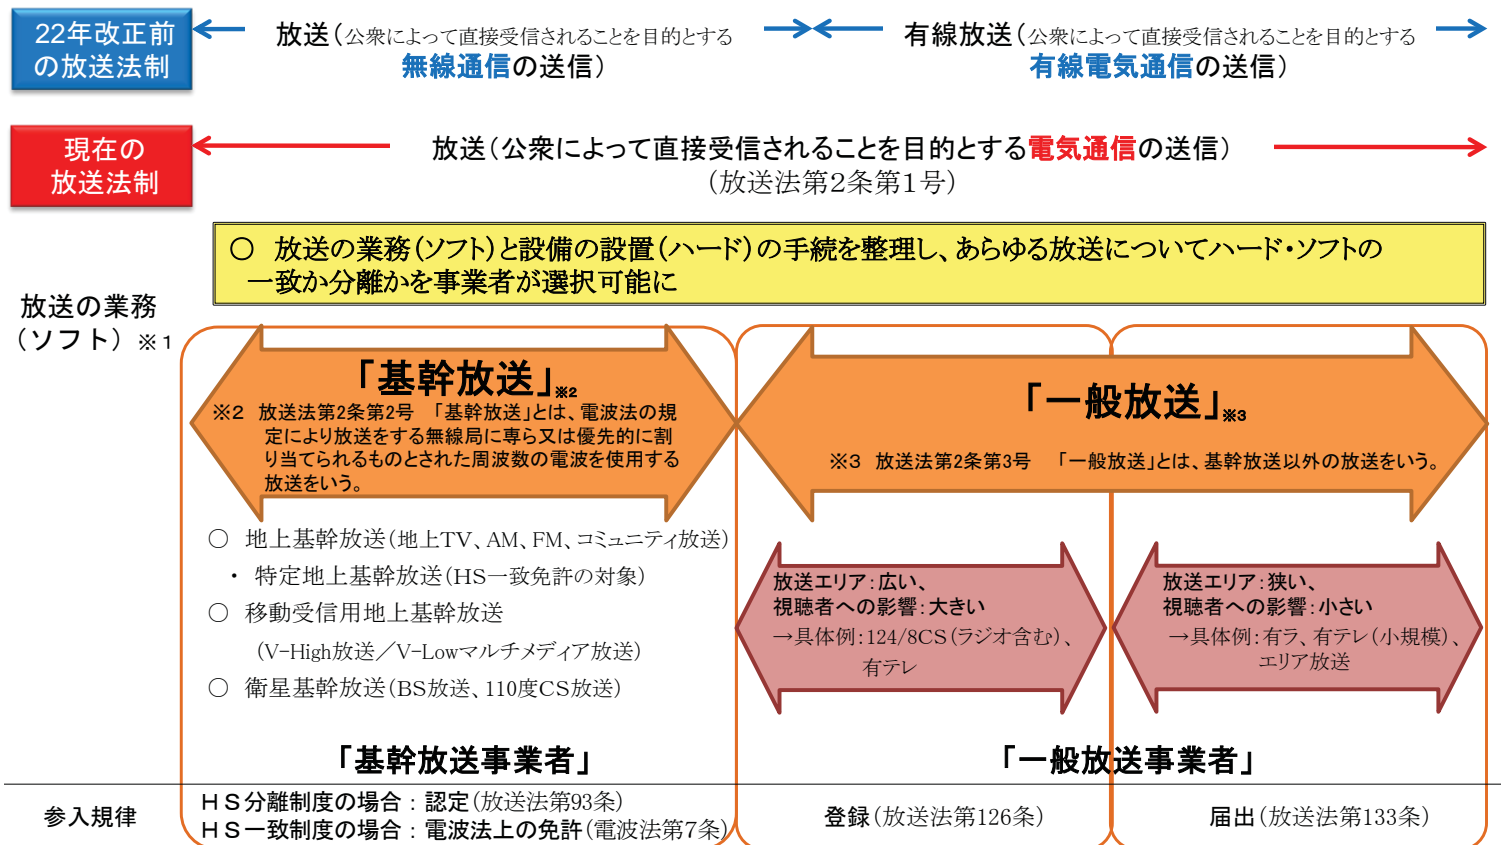 22年改正前
の放送法制
放送(公衆によって直接受信されることを目的とする
無線通信の送信)
有線放送(公衆によって直接受信されることを目的とする
有線電気通信の送信)
現在の
放送法制
放送(公衆によって直接受信されることを目的とする電気通信の送信)
(放送法第2条第1号)
○ 放送の業務(ソフト)と設備の設置(ハード)の手続を整理し、あらゆる放送についてハード・ソフトの
一致か分離かを事業者が選択可能に
放送の業務
(ソフト)※1
「基幹放送」※2
※2 放送法第2条第2号 「基幹放送」とは、電波法の規
定により放送をする無線局に専ら又は優先的に割
り当てられるものとされた周波数の電波を使用する
放送をいう。
「一般放送」※3
※3 放送法第2条第3号 「一般放送」とは、基幹放送以外の放送をいう。
○ 地上基幹放送(地上TV、AM、FM、コミュニティ放送)
・ 特定地上基幹放送(HS一致免許の対象)
○ 移動受信用地上基幹放送
(V-High放送/V-Lowマルチメディア放送)
○ 衛星基幹放送(BS放送、110度CS放送)
放送エリア:広い、
視聴者への影響:大きい
→具体例:124/8CS(ラジオ含む)、
有テレ
放送エリア:狭い、
視聴者への影響:小さい
→具体例:有ラ、有テレ(小規模)、
エリア放送
「基幹放送事業者」
「一般放送事業者」
参入規律
HS分離制度の場合:認定(放送法第93条)
HS一致制度の場合:電波法上の免許(電波法第7条)
登録(放送法第126条)
届出(放送法第133条)